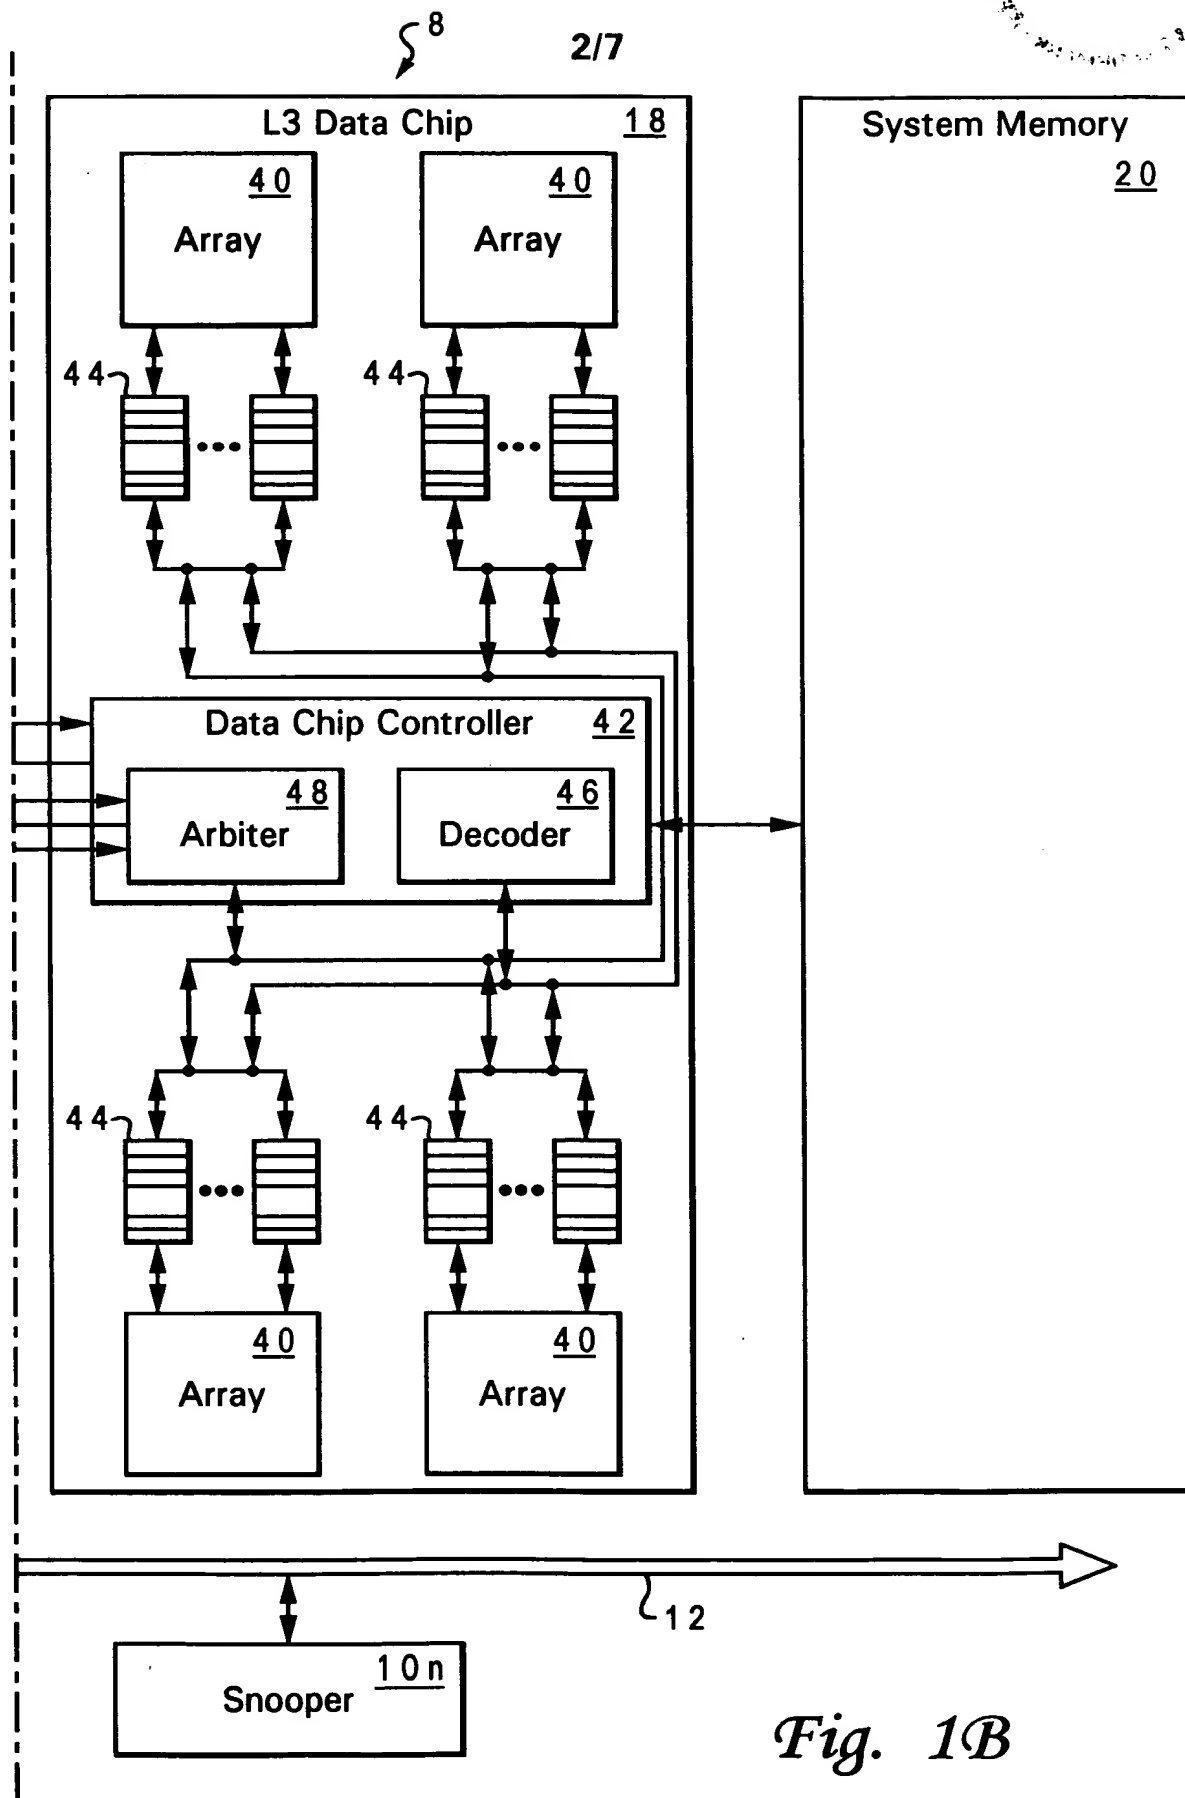 8
2/7
L3 Data Chip 18
System Memory
20
40 40
Array Array
44 44
Data Chip Controller 42
48 46
Arbiter Decoder
44 44
40 40
Array Array
12
10n
Snooper
Fig. 1B